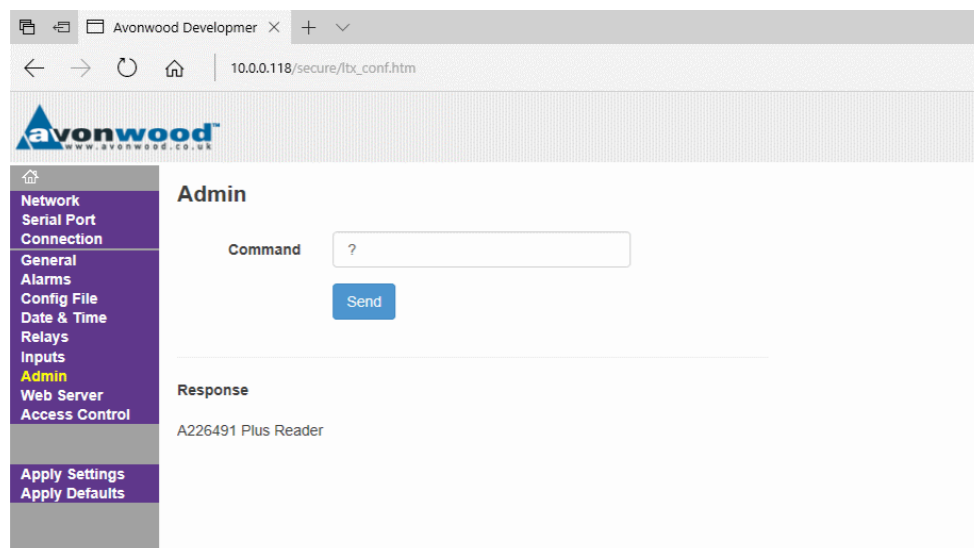 Avonwood Developmer
10.0.0.118/secure/ltx_conf.htm
avonwood™
www.avonwood.co.uk
Network
Serial Port
Connection
General
Alarms
Config File
Date & Time
Relays
Inputs
Admin
Web Server
Access Control
Apply Settings
Apply Defaults
Admin
Command
?
Send
Response
A226491 Plus Reader